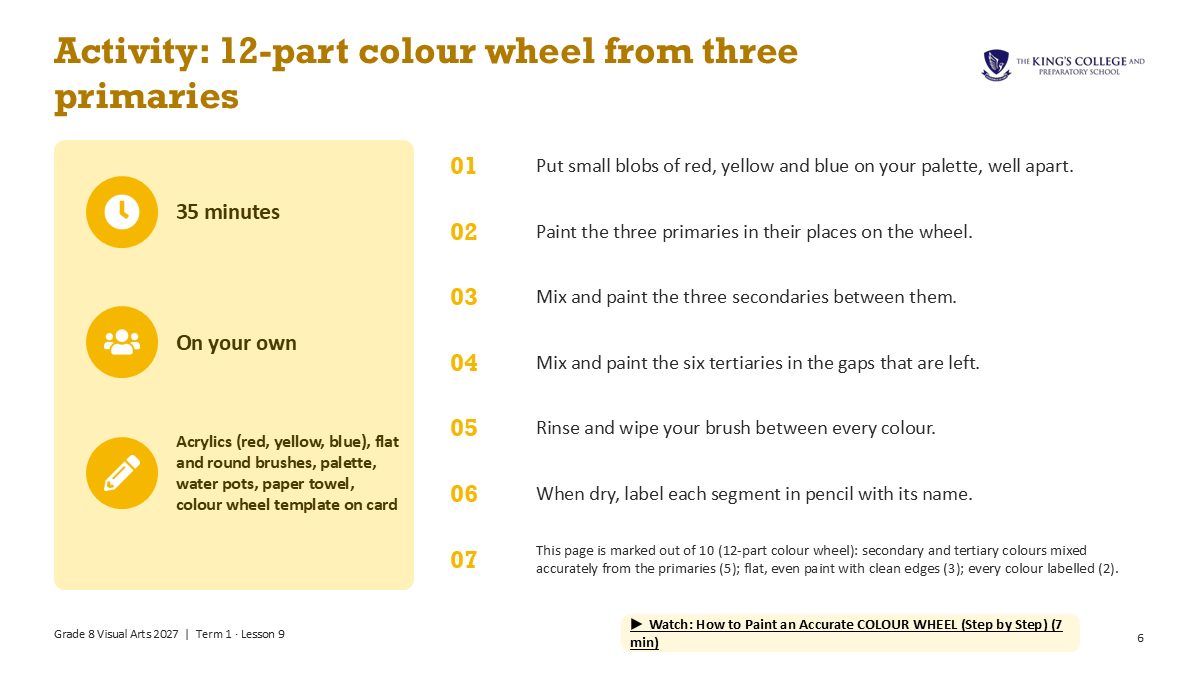 Activity: 12-part colour wheel from three
primaries
THE KING'S COLLEGE AND
PREPARATORY SCHOOL
35 minutes
On your own
Acrylics (red, yellow, blue), flat
and round brushes, palette,
water pots, paper towel,
colour wheel template on card
01 Put small blobs of red, yellow and blue on your palette, well apart.
02 Paint the three primaries in their places on the wheel.
03 Mix and paint the three secondaries between them.
04 Mix and paint the six tertiaries in the gaps that are left.
05 Rinse and wipe your brush between every colour.
06 When dry, label each segment in pencil with its name.
07 This page is marked out of 10 (12-part colour wheel): secondary and tertiary colours mixed
accurately from the primaries (5); flat, even paint with clean edges (3); every colour labelled (2).
Grade 8 Visual Arts 2027 | Term 1 · Lesson 9
▶ Watch: How to Paint an Accurate COLOUR WHEEL (Step by Step) (7
min)
6